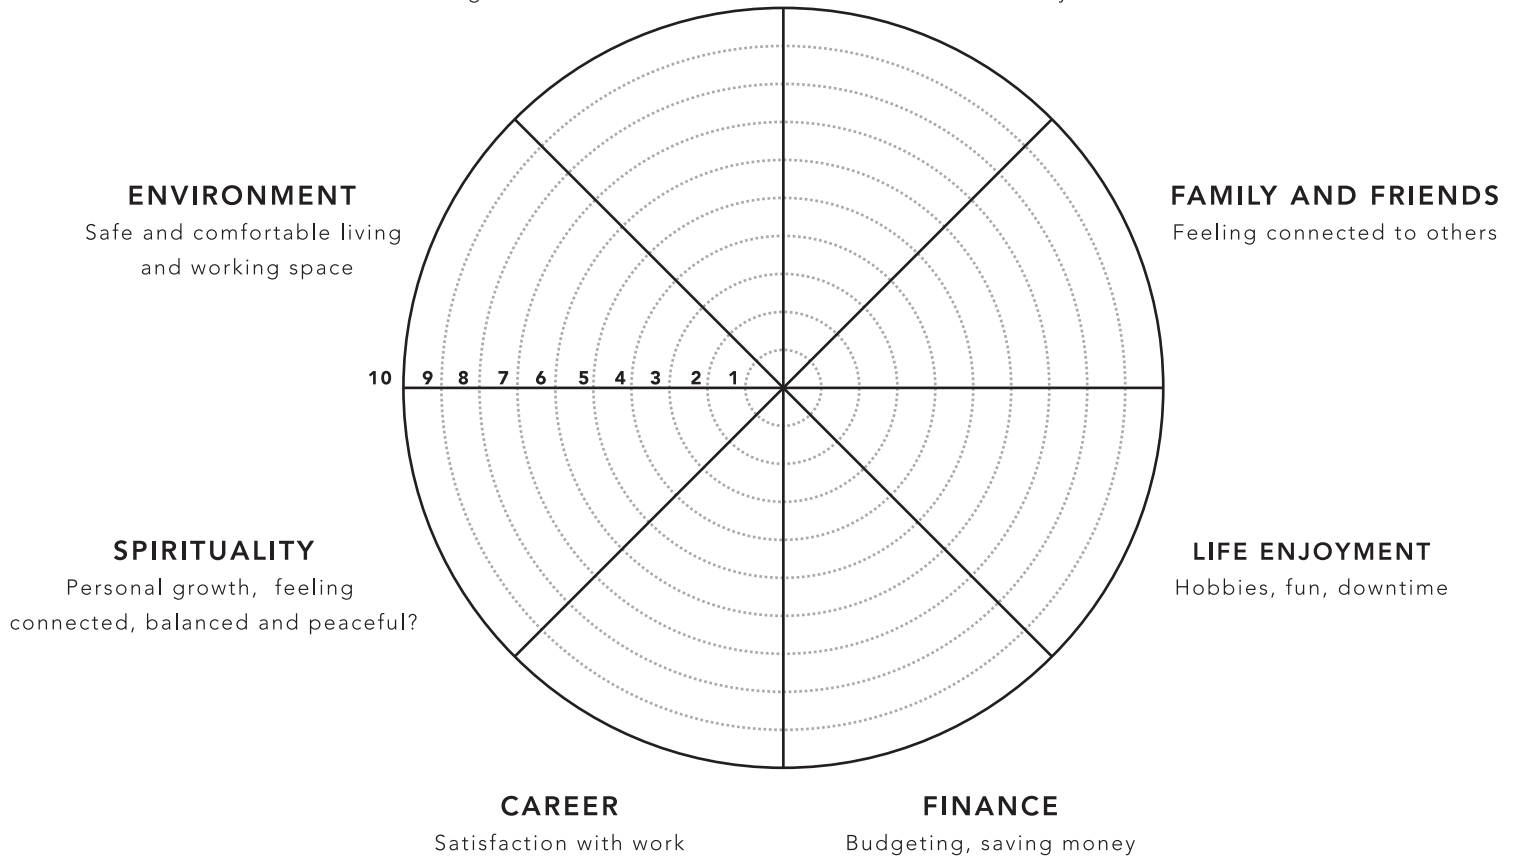 ENVIRONMENT
Safe and comfortable living
and working space
FAMILY AND FRIENDS
Feeling connected to others
10 9 8 7 6 5 4 3 2 1
SPIRITUALITY
Personal growth, feeling
connected, balanced and peaceful?
LIFE ENJOYMENT
Hobbies, fun, downtime
CAREER
Satisfaction with work
FINANCE
Budgeting, saving money